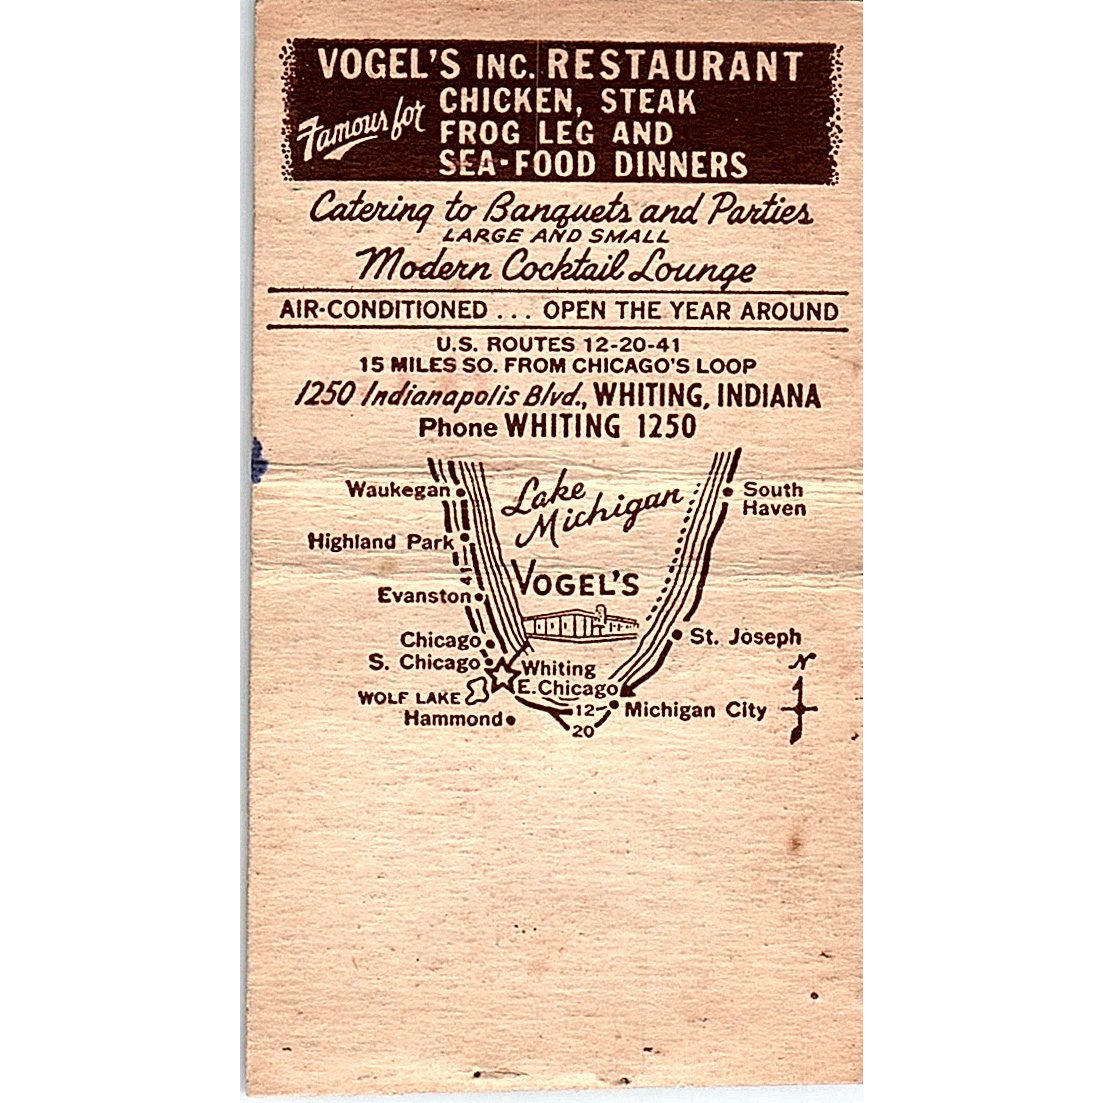 VOGEL'S INC. RESTAURANT
Famous for
CHICKEN, STEAK
FROG LEG AND
SEA-FOOD DINNERS
Catering to Banquets and Parties
LARGE AND SMALL
Modern Cocktail Lounge
AIR-CONDITIONED ... OPEN THE YEAR AROUND
U.S. ROUTES 12-20-41
15 MILES SO. FROM CHICAGO'S LOOP
1250 Indianapolis Blvd., WHITING, INDIANA
Phone WHITING 1250
Waukegan
Lake
Michigan
South
Haven
Highland Park
41
VOGEL'S
Evanston
Chicago
St. Joseph
S. Chicago
Whiting
N
WOLF LAKE
E. Chicago
Hammond
12
20
Michigan City